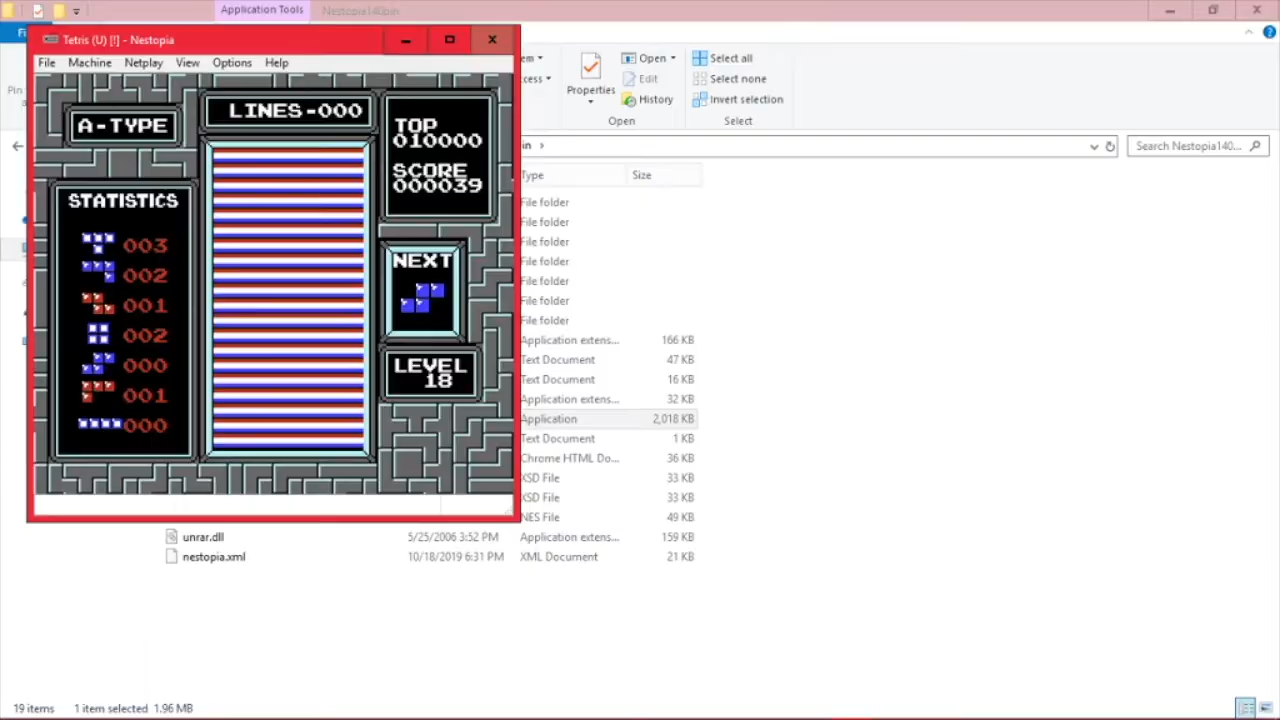 Application Tools
Nestopia140bin
Tetris (U) [!] - Nestopia
File Machine Netplay View Options Help
A-TYPE
LINES-000
TOP
010000
SCORE
000039
STATISTICS
003
002
001
002
000
001
000
NEXT
LEVEL
18
Properties
Open
Edit
History
Open
Select all
Select none
Invert selection
Select
Search Nestopia140...
Type Size
File folder
File folder
File folder
File folder
File folder
File folder
File folder
Application extens... 166 KB
Text Document 47 KB
Text Document 16 KB
Application extens... 32 KB
Application 2,018 KB
Text Document 1 KB
Chrome HTML Do... 36 KB
XSD File 33 KB
XSD File 33 KB
NES File 49 KB
unrar.dll 5/25/2006 3:52 PM Application extens... 159 KB
nestopia.xml 10/18/2019 6:31 PM XML Document 21 KB
19 items 1 item selected 1.96 MB